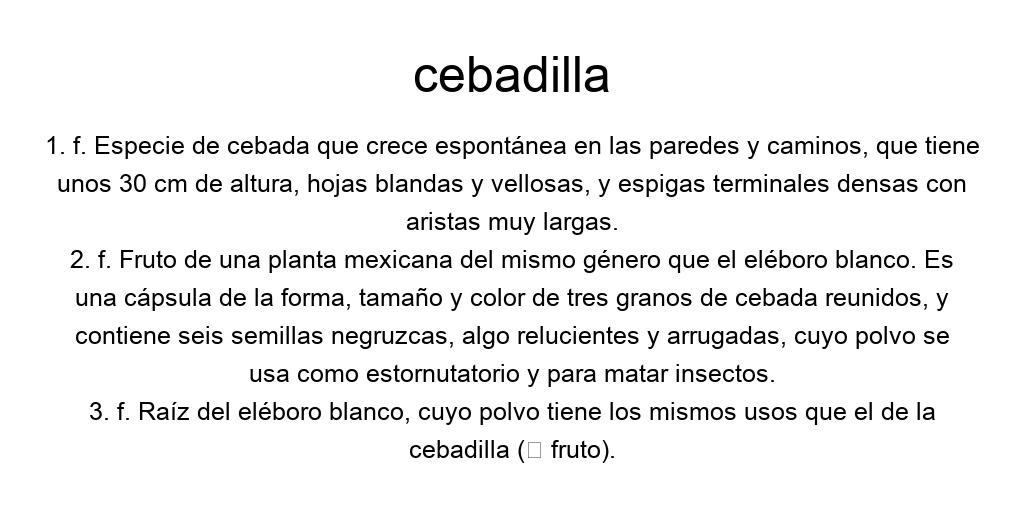 cebadilla
1. f. Especie de cebada que crece espontánea en las paredes y caminos, que tiene
unos 30 cm de altura, hojas blandas y vellosas, y espigas terminales densas con
aristas muy largas.
2. f. Fruto de una planta mexicana del mismo género que el eléboro blanco. Es
una cápsula de la forma, tamaño y color de tres granos de cebada reunidos, y
contiene seis semillas negruzcas, algo relucientes y arrugadas, cuyo polvo se
usa como estornutatorio y para matar insectos.
3. f. Raíz del eléboro blanco, cuyo polvo tiene los mismos usos que el de la
cebadilla ( fruto).